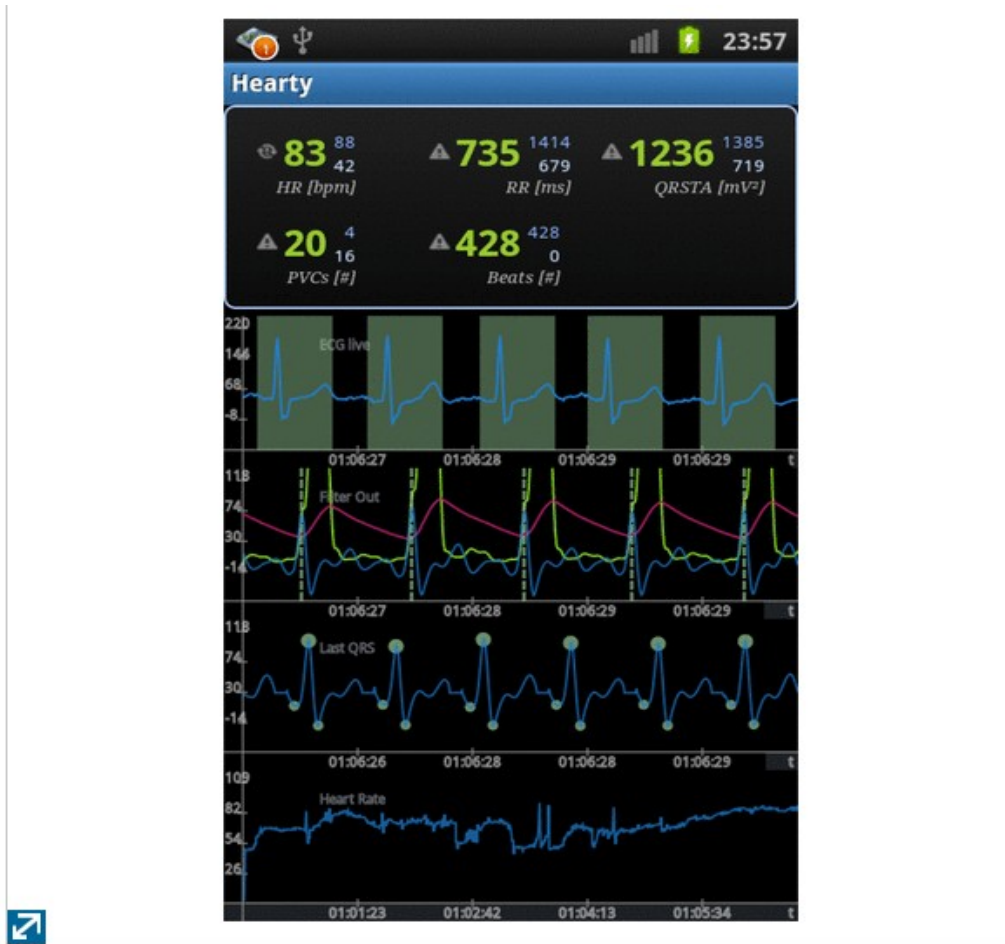 23:57
Hearty
83 88 42 735 1414 679 1236 1385 719
HR [bpm] RR [ms] QRSTA [mV²]
20 4 16 428 428 0
PVCs [#] Beats [#]
220
ECG live
144
68
-8
01:06:27 01:06:28 01:06:29 01:06:29 t
118
Filter Out
74
30
-14
01:06:27 01:06:28 01:06:29 01:06:29 t
118
Last QRS
74
30
-14
01:06:26 01:06:28 01:06:28 01:06:29 t
109
Heart Rate
82
54
26
01:01:23 01:02:42 01:04:13 01:05:34 t